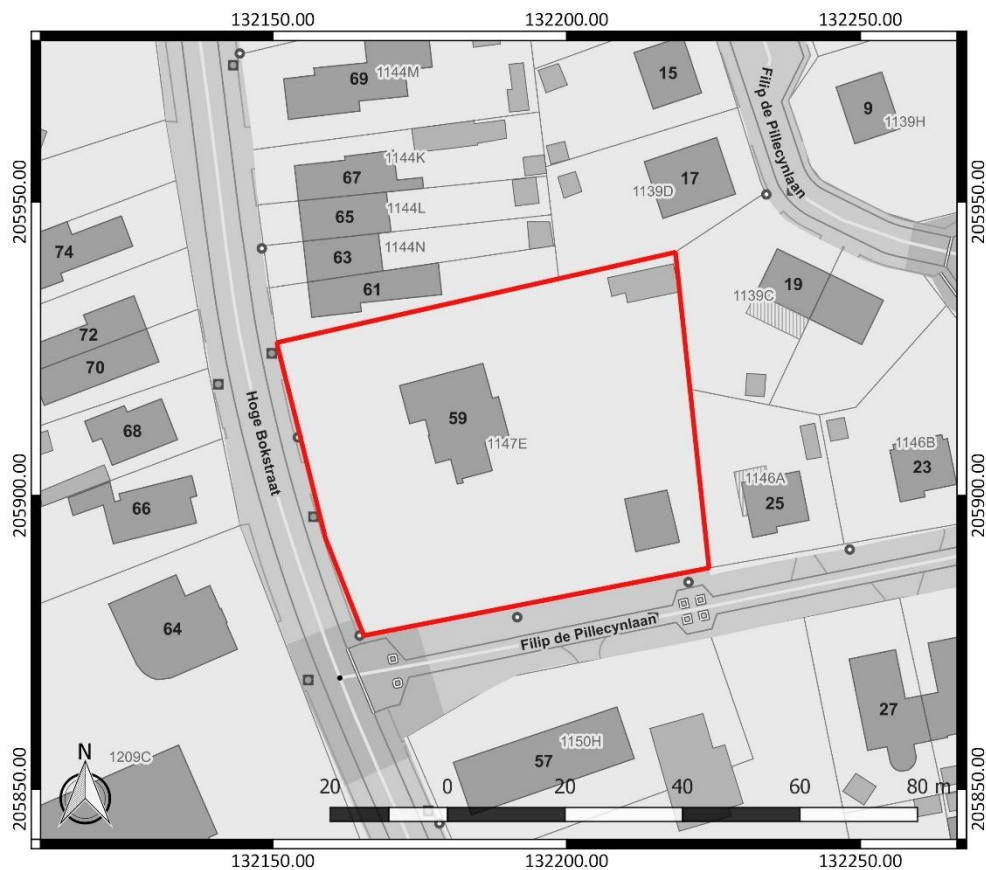 132150.00 132200.00 132250.00
205950.00
205900.00
205850.00
69 1144M
15
Filip de Pillecynlaan
9
1139H
1144K
67
65 1144L
63 1144N
61
17
1139D
74
72
70
68
66
64
19
1139C
Hoge Bokstraat
59
1147E
1146A
25
1146B
23
Filip de Pillecynlaan
27
57 1150H
1209C
N
20 0 20 40 60 80 m
205950.00
205900.00
205850.00
132150.00 132200.00 132250.00